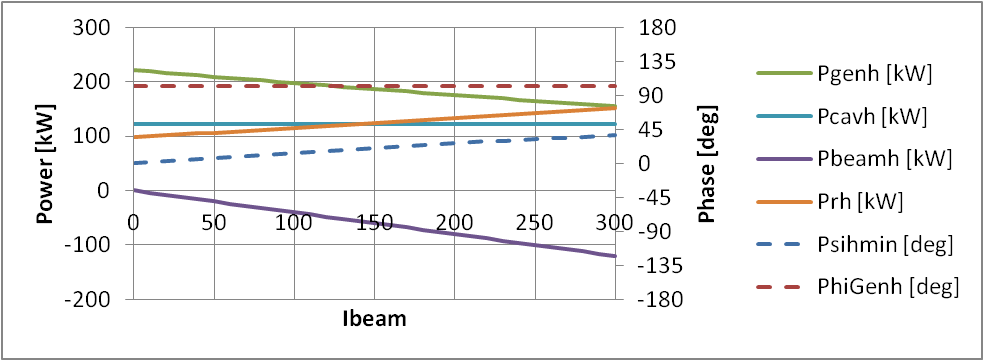 300
200
100
0
-100
-200
Power [kW]
0
50
100
150
200
250
300
Ibeam
180
135
90
45
0
-45
-90
-135
-180
Phase [deg]
Pgenh [kW]
Pcavh [kW]
Pbeamh [kW]
Prh [kW]
Psihmin [deg]
PhiGenh [deg]